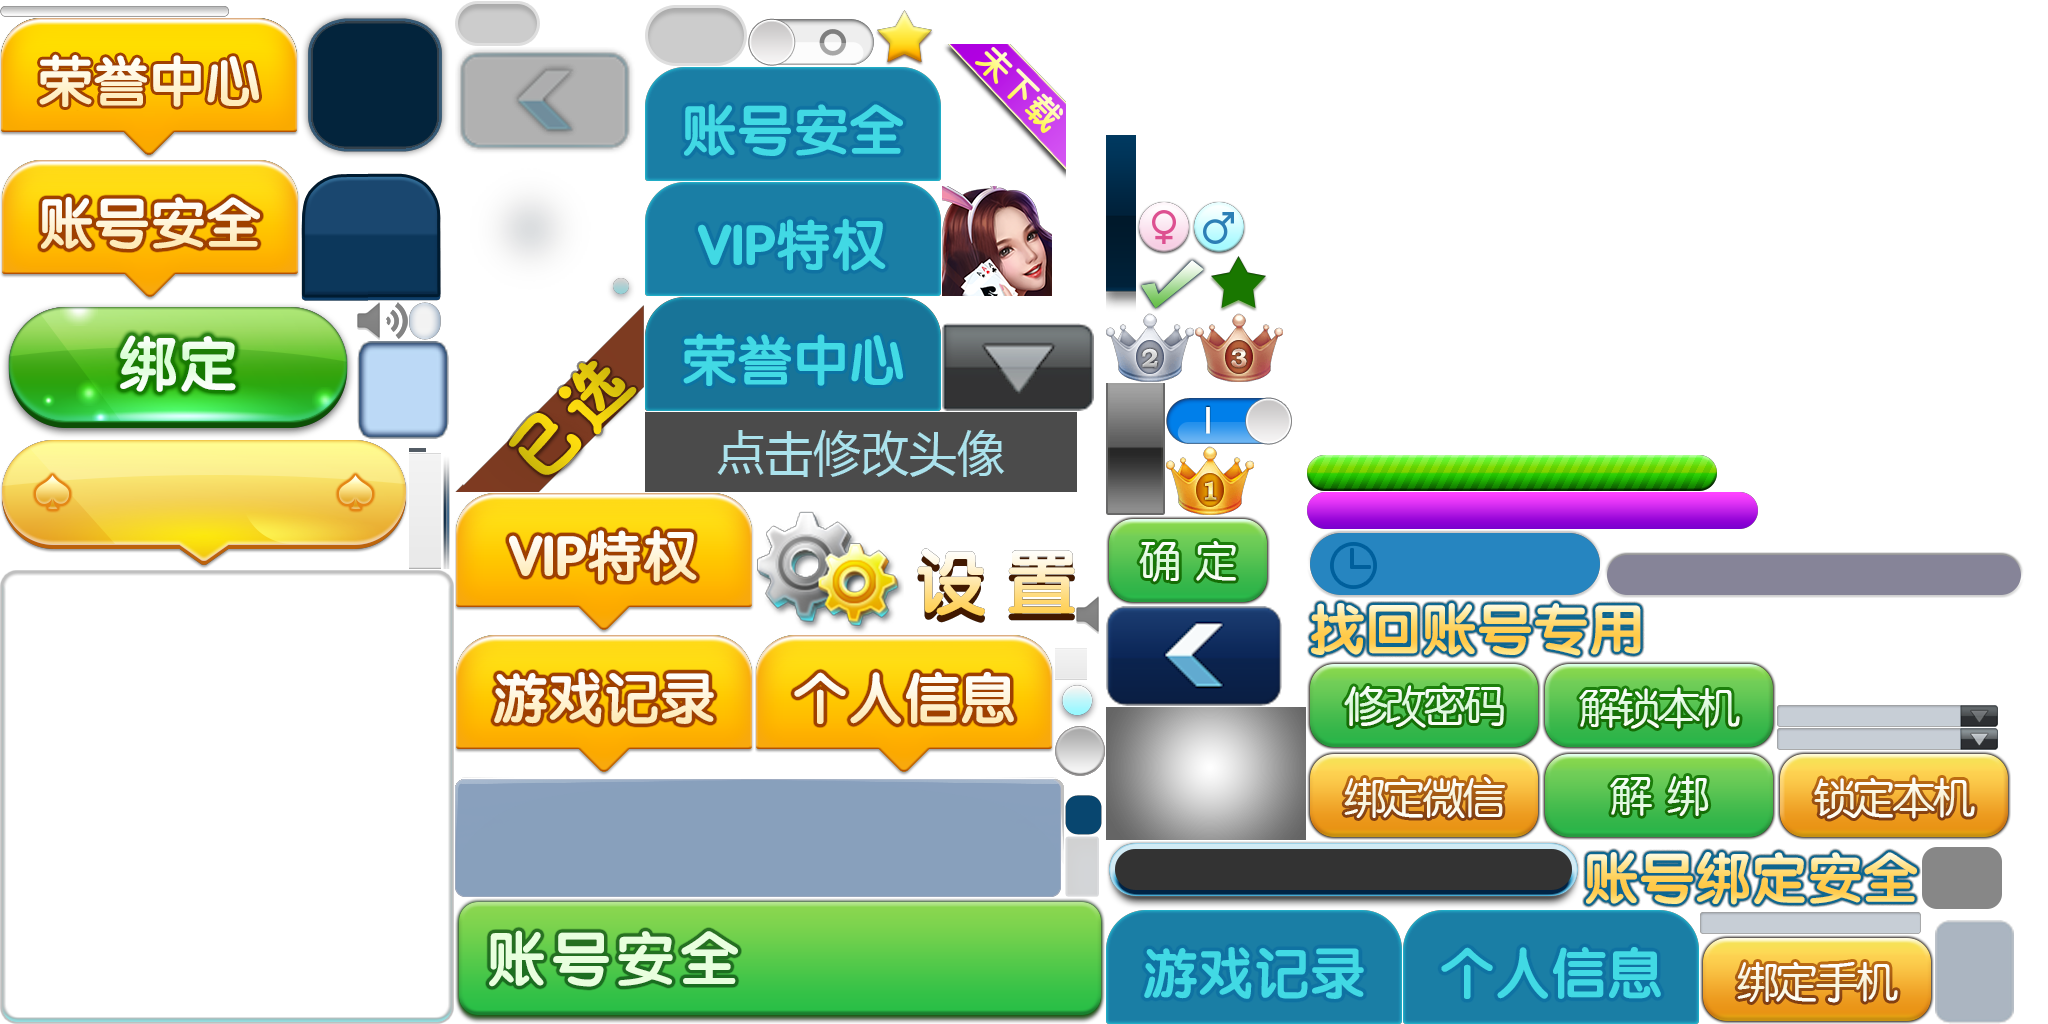 荣誉中心
账号安全
绑定
已选
未下载
账号安全
VIP特权
荣誉中心
点击修改头像
VIP特权
设 置
游戏记录
个人信息
账号安全
2
3
1
确 定
找回账号专用
修改密码
解锁本机
绑定微信
解 绑
锁定本机
账号绑定安全
游戏记录
个人信息
绑定手机